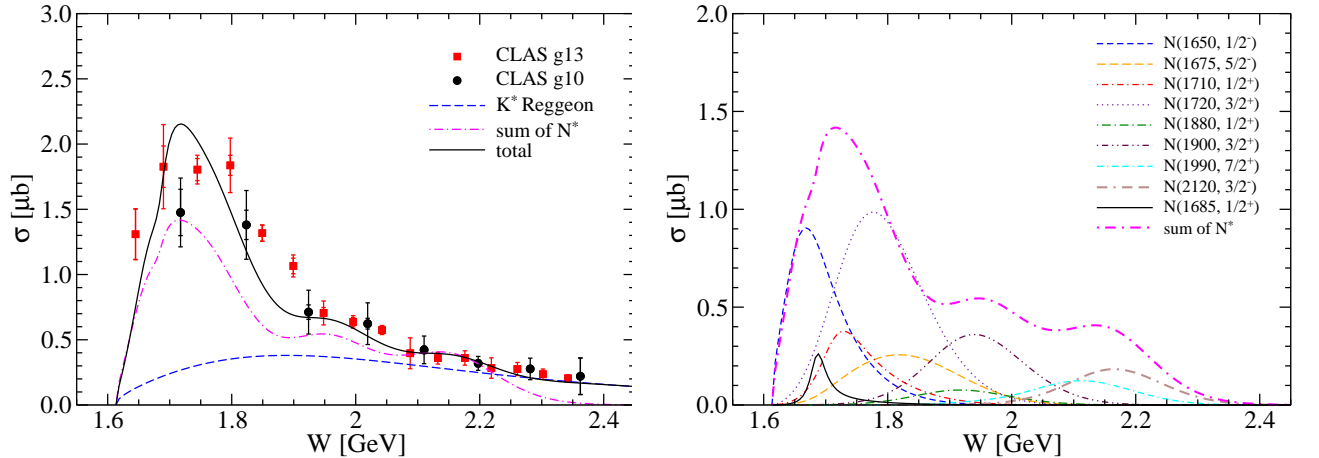 3.0
2.5
2.0
1.5
1.0
0.5
0.0
σ [μb]
CLAS g13
CLAS g10
K* Reggeon
sum of N*
total
1.6 1.8 2 2.2 2.4
W [GeV]
2.0
1.5
1.0
0.5
0.0
σ [μb]
N(1650, 1/2⁻)
N(1675, 5/2⁻)
N(1710, 1/2⁺)
N(1720, 3/2⁺)
N(1880, 1/2⁺)
N(1900, 3/2⁺)
N(1990, 7/2⁺)
N(2120, 3/2⁻)
N(1685, 1/2⁺)
sum of N*
1.6 1.8 2 2.2 2.4
W [GeV]